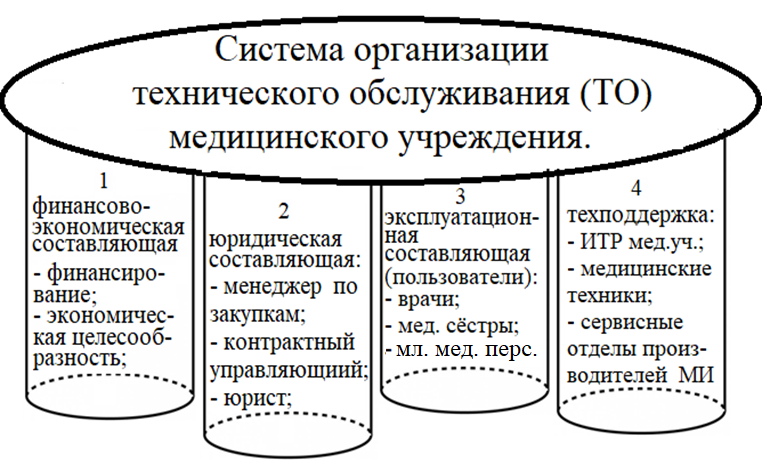 Система организации
технического обслуживания (ТО)
медицинского учреждения.
1
финансово-
экономическая
составляющая
- финансиро-
вание;
- экономичес-
кая целесооб-
разность;
2
юридическая
составляющая:
- менеджер по
закупкам;
- контрактный
управляющиий;
- юрист;
3
эксплуатацион-
ная
составляющая
(пользователи):
- врачи;
- мед. сёстры;
- мл. мед. перс.
4
техподдержка:
- ИТР мед.уч.;
- медицинские
техники;
- сервисные
отделы произ-
водителей МИ